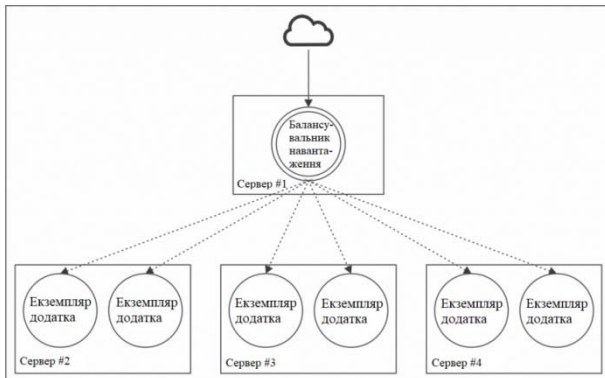 Балансу-
вальник
наванта-
ження
Сервер #1
Екземпляр
додатка
Екземпляр
додатка
Сервер #2
Екземпляр
додатка
Екземпляр
додатка
Сервер #3
Екземпляр
додатка
Екземпляр
додатка
Сервер #4